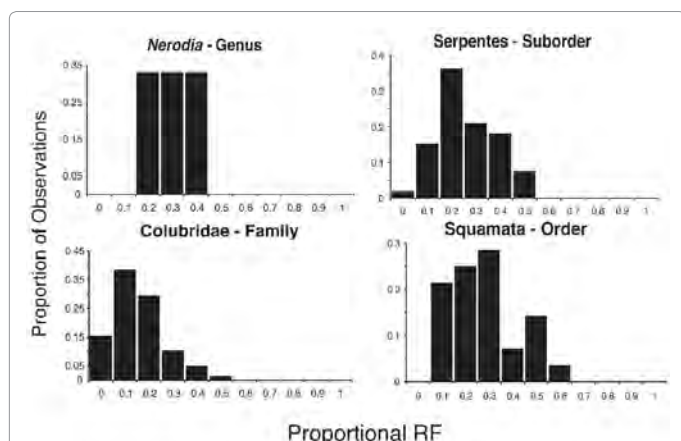 Nerodia - Genus
0.35
0.25
0.15
0.05
0 0.1 0.2 0.3 0.4 0.5 0.6 0.7 0.8 0.9 1
Serpentes - Suborder
0.4
0.3
0.2
0.1
0
0 0.1 0.2 0.3 0.4 0.5 0.6 0.7 0.8 0.9 1
Colubridae - Family
0.45
0.35
0.25
0.15
0.05
0
0 0.1 0.2 0.3 0.4 0.5 0.6 0.7 0.8 0.9 1
Squamata - Order
0.3
0.2
0.1
0
0 0.1 0.2 0.3 0.4 0.5 0.6 0.7 0.8 0.9 1
Proportion of Observations
Proportional RF